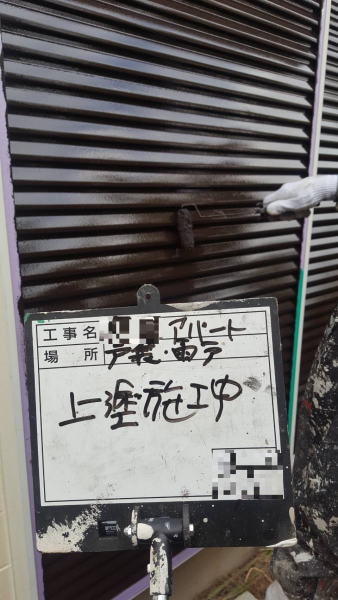 工事名 アパート
場所 戸袋・雨戸
上塗施工中